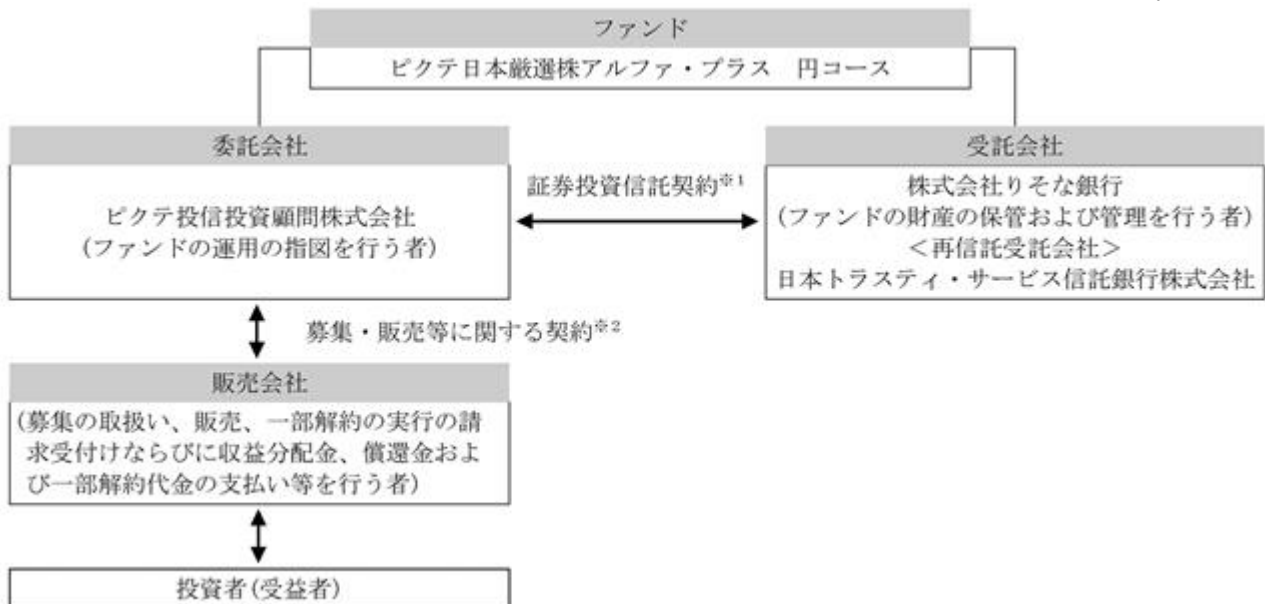 ファンド
ピクテ日本厳選株アルファ・プラス 円コース
委託会社
ピクテ投信投資顧問株式会社
(ファンドの運用の指図を行う者)
証券投資信託契約※1
受託会社
株式会社りそな銀行
(ファンドの財産の保管および管理を行う者)
＜再信託受託会社＞
日本トラスティ・サービス信託銀行株式会社
募集・販売等に関する契約※2
販売会社
(募集の取扱い、販売、一部解約の実行の請
求受付けならびに収益分配金、償還金およ
び一部解約代金の支払い等を行う者)
投資者(受益者)